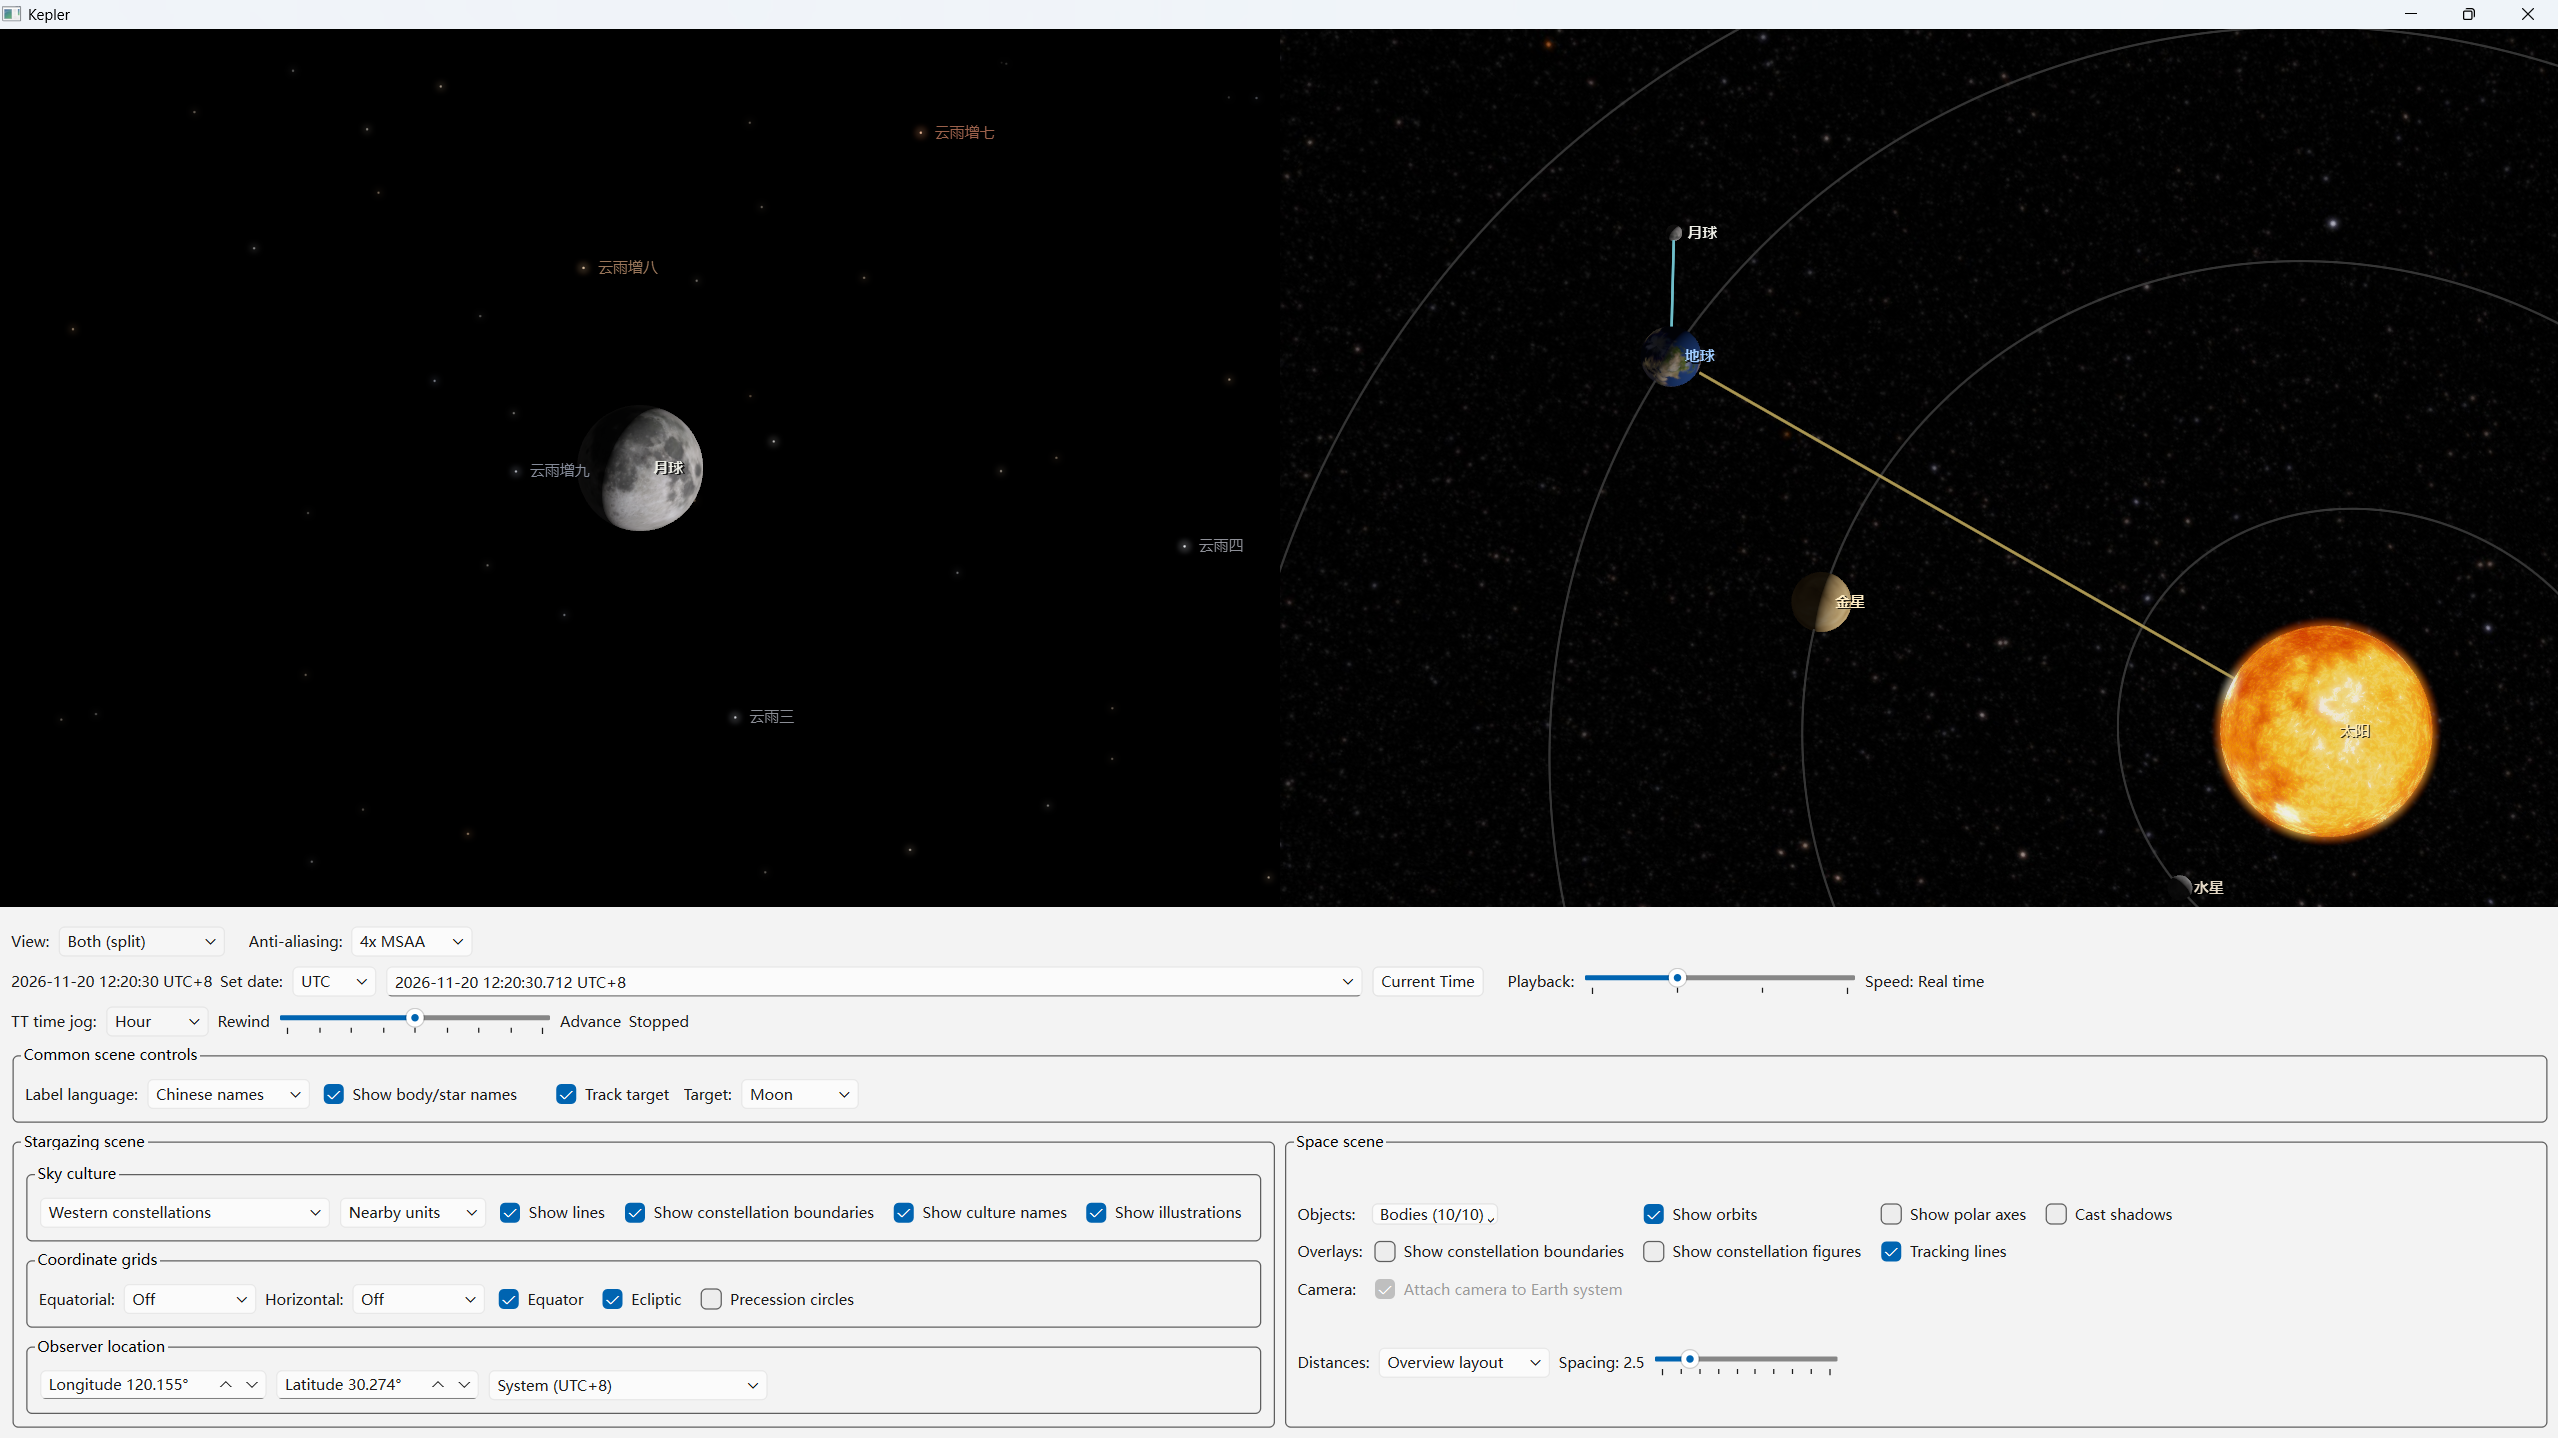 Kepler
云雨增七
云雨增八
云雨增九
月球
云雨四
云雨三
月球
地球
金星
太阳
水星
View: Both (split) Anti-aliasing: 4x MSAA
2026-11-20 12:20:30 UTC+8 Set date: UTC 2026-11-20 12:20:30.712 UTC+8 Current Time Playback: Speed: Real time
TT time jog: Hour Rewind Advance Stopped
Common scene controls
Label language: Chinese names Show body/star names Track target Target: Moon
Stargazing scene
Sky culture
Western constellations Nearby units Show lines Show constellation boundaries Show culture names Show illustrations
Coordinate grids
Equatorial: Off Horizontal: Off Equator Ecliptic Precession circles
Observer location
Longitude 120.155° Latitude 30.274° System (UTC+8)
Space scene
Objects: Bodies (10/10) Show orbits Show polar axes Cast shadows
Overlays: Show constellation boundaries Show constellation figures Tracking lines
Camera: Attach camera to Earth system
Distances: Overview layout Spacing: 2.5